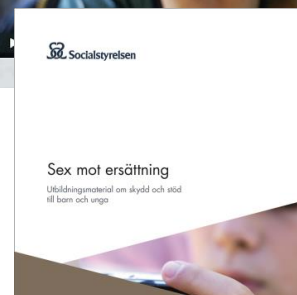 Socialstyrelsen
Sex mot ersättning
Utbildningsmaterial om skydd och stöd
till barn och unga